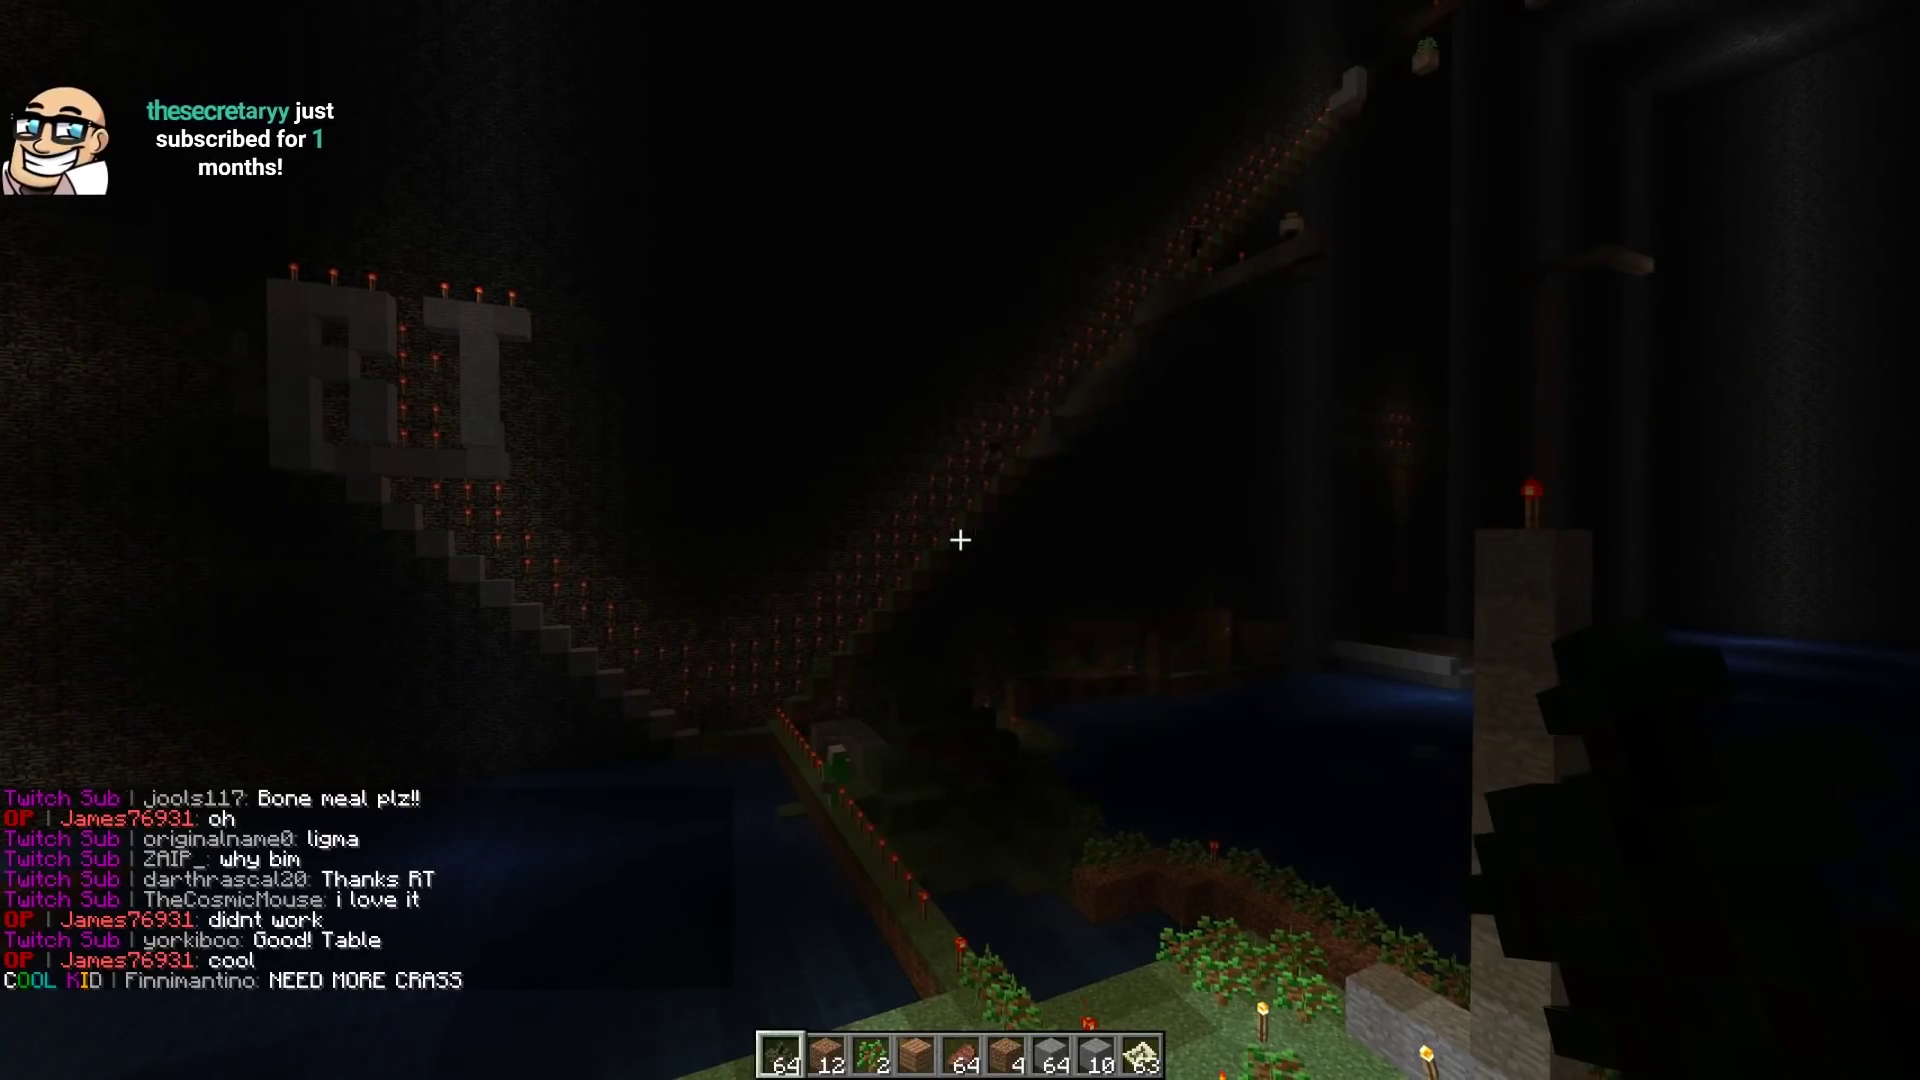 thesecretaryy just
subscribed for 1
months!
RT
Twitch Sub | jools117: Bone meal plz!!
OP | James76931: oh
Twitch Sub | originalname0: ligma
Twitch Sub | ZAIP_: why bim
Twitch Sub | darthrascal20: Thanks RT
Twitch Sub | TheCosmicMouse: i love it
OP | James76931: didnt work
Twitch Sub | yorkiboo: Good! Table
OP | James76931: cool
COOL KID | Finnimantino: NEED MORE CRASS
64 12 2 64 4 64 10 63